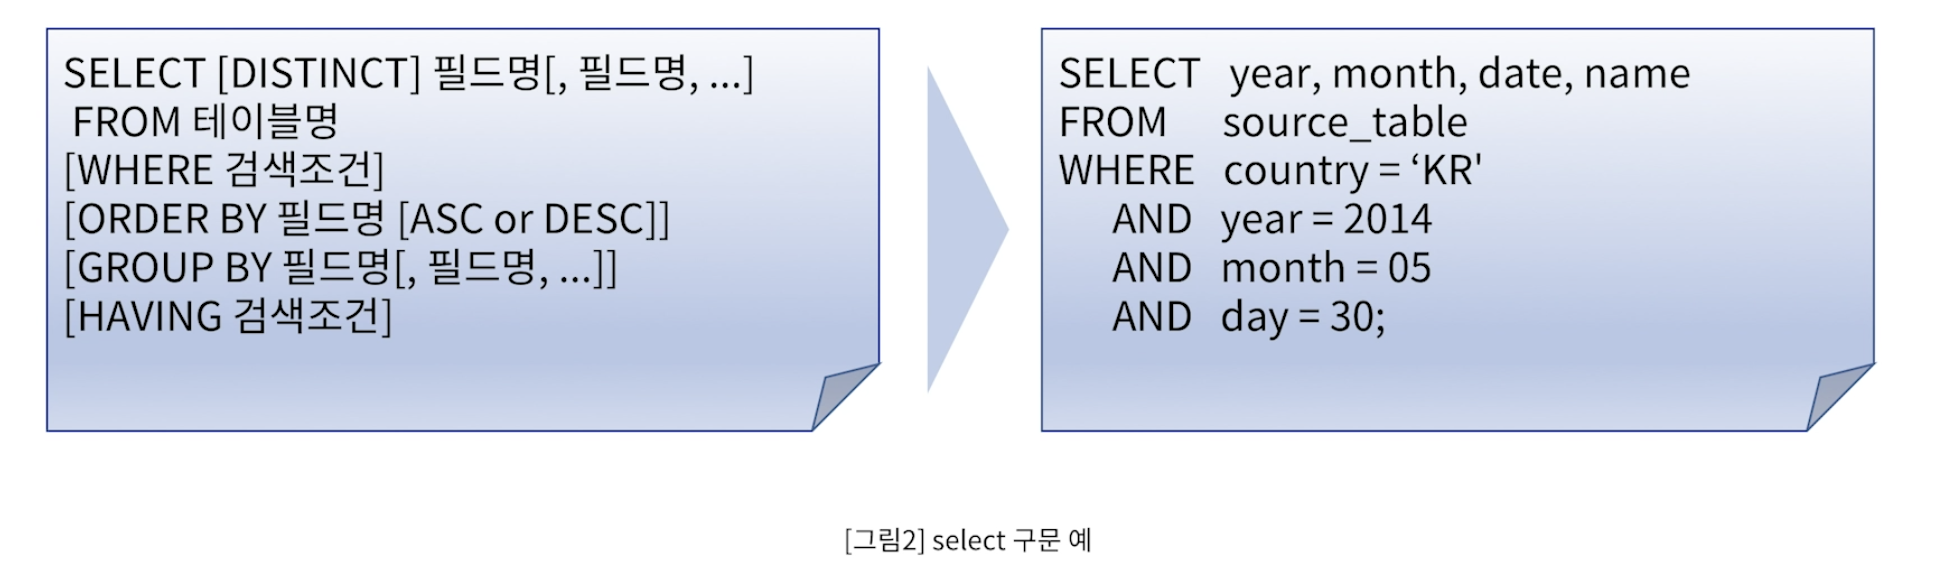 SELECT [DISTINCT] 필드명[, 필드명, ...]
FROM 테이블명
[WHERE 검색조건]
[ORDER BY 필드명 [ASC or DESC]]
[GROUP BY 필드명[, 필드명, ...]]
[HAVING 검색조건]
SELECT year, month, date, name
FROM source_table
WHERE country = ‘KR'
AND year = 2014
AND month = 05
AND day = 30;
[그림2] select 구문 예